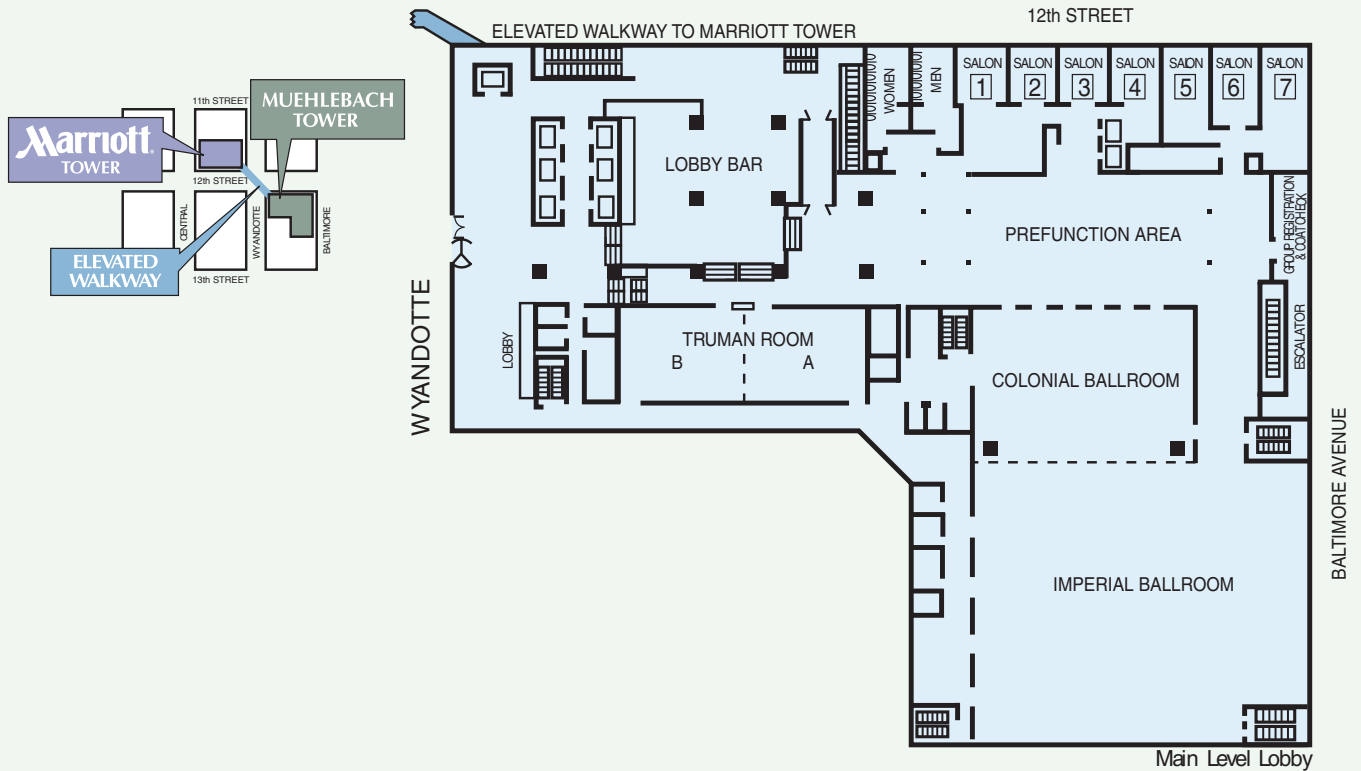 12th STREET
ELEVATED WALKWAY TO MARRIOTT TOWER
11th STREET
MUEHLEBACH
TOWER
Marriott.
TOWER
12th STREET
CENTRAL
WYANDOTTE
BALTIMORE
ELEVATED
WALKWAY
13th STREET
WOMEN
MEN
SALON
1
SALON
2
SALON
3
SALON
4
SALON
5
SALON
6
SALON
7
LOBBY BAR
PREFUNCTION AREA
GROUP REGISTRATION
& COAT CHECK
WYANDOTTE
LOBBY
TRUMAN ROOM
B
A
COLONIAL BALLROOM
ESCALATOR
BALTIMORE AVENUE
IMPERIAL BALLROOM
Main Level Lobby